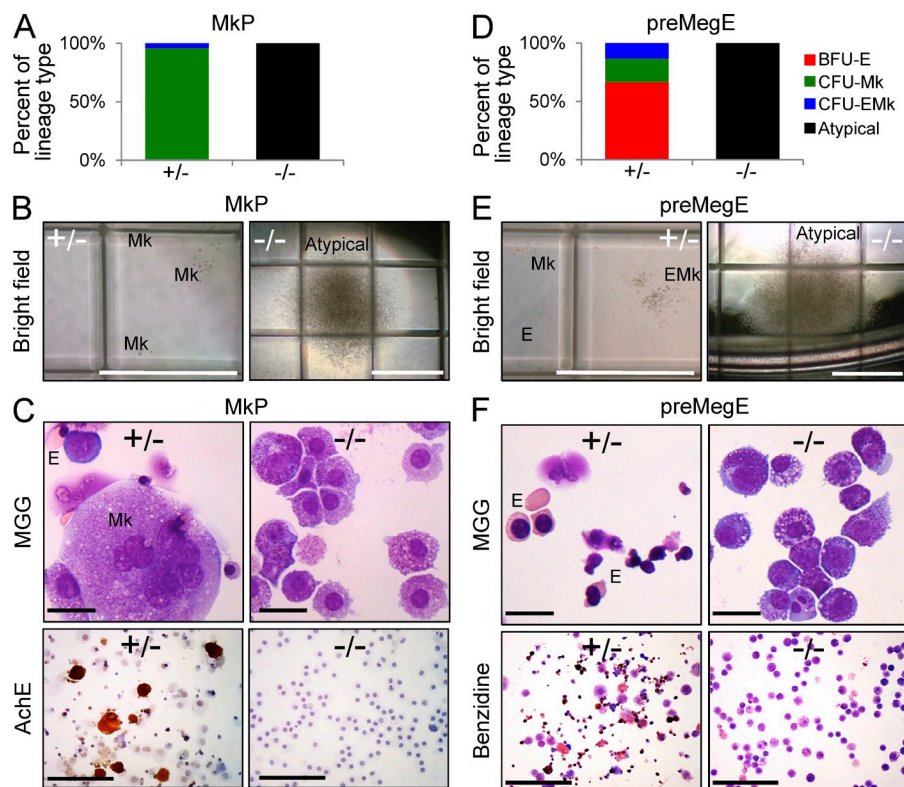 A
MkP
Percent of
lineage type
100%
50%
0%
+/-
-/-
D
preMegE
Percent of
lineage type
100%
50%
0%
+/-
-/-
BFU-E
CFU-Mk
CFU-EMk
Atypical
B
MkP
Bright field
+/-
Mk
Mk
Mk
-/-
Atypical
E
preMegE
Bright field
+/-
Mk
EMk
E
Atypical
-/-
C
MkP
MGG
+/-
E
Mk
-/-
AchE
+/-
-/-
F
preMegE
MGG
+/-
E
E
-/-
Benzidine
+/-
-/-